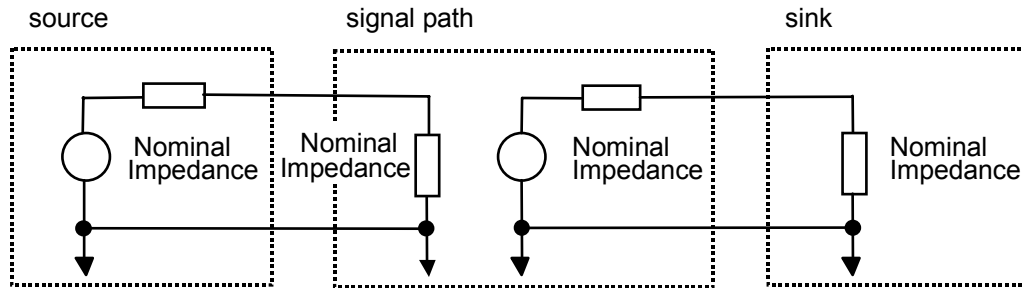 source
signal path
sink
Nominal
Impedance
Nominal
Impedance
Nominal
Impedance
Nominal
Impedance